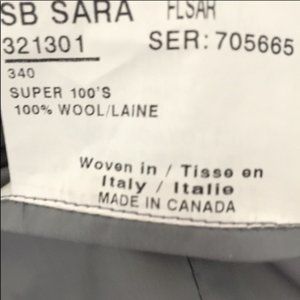 SB SARA FLSAR
321301 SER: 705665
340
SUPER 100'S
100% WOOL/LAINE
Woven in / Tisse en
Italy / Italie
MADE IN CANADA